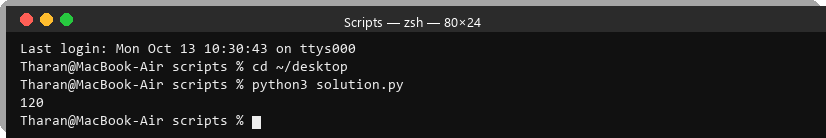 Scripts — zsh — 80×24
Last login: Mon Oct 13 10:30:43 on ttys000
Tharan@MacBook-Air scripts % cd ~/desktop
Tharan@MacBook-Air scripts % python3 solution.py
120
Tharan@MacBook-Air scripts %